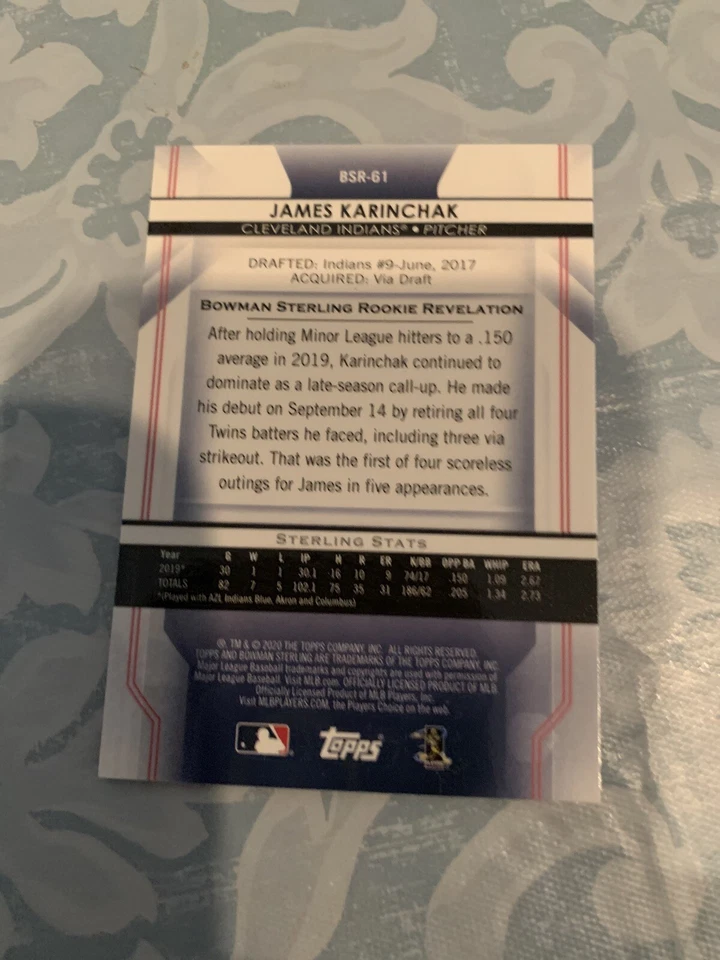 BSR-61
JAMES KARINCHAK
CLEVELAND INDIANS® • PITCHER
DRAFTED: Indians #9-June, 2017
ACQUIRED: Via Draft
BOWMAN STERLING ROOKIE REVELATION
After holding Minor League hitters to a .150
average in 2019, Karinchak continued to
dominate as a late-season call-up. He made
his debut on September 14 by retiring all four
Twins batters he faced, including three via
strikeout. That was the first of four scoreless
outings for James in five appearances.
STERLING STATS
Year G W L IP H R ER K/BB OPP BA WHIP ERA
2019* 30 1 1 30.1 16 10 9 74/17 .150 1.09 2.67
TOTALS 82 7 5 102.1 75 35 31 186/62 .205 1.34 2.73
*(Played with AZL Indians Blue, Akron and Columbus)
®, TM & © 2020 THE TOPPS COMPANY, INC. ALL RIGHTS RESERVED.
TOPPS AND BOWMAN STERLING ARE TRADEMARKS OF THE TOPPS COMPANY, INC.
Major League Baseball trademarks and copyrights are used with permission of
Major League Baseball. Visit MLB.com. OFFICIALLY LICENSED PRODUCT OF MLB
Officially Licensed Product of MLB Players, Inc.
Visit MLBPLAYERS.COM, the Players Choice on the web.
Topps